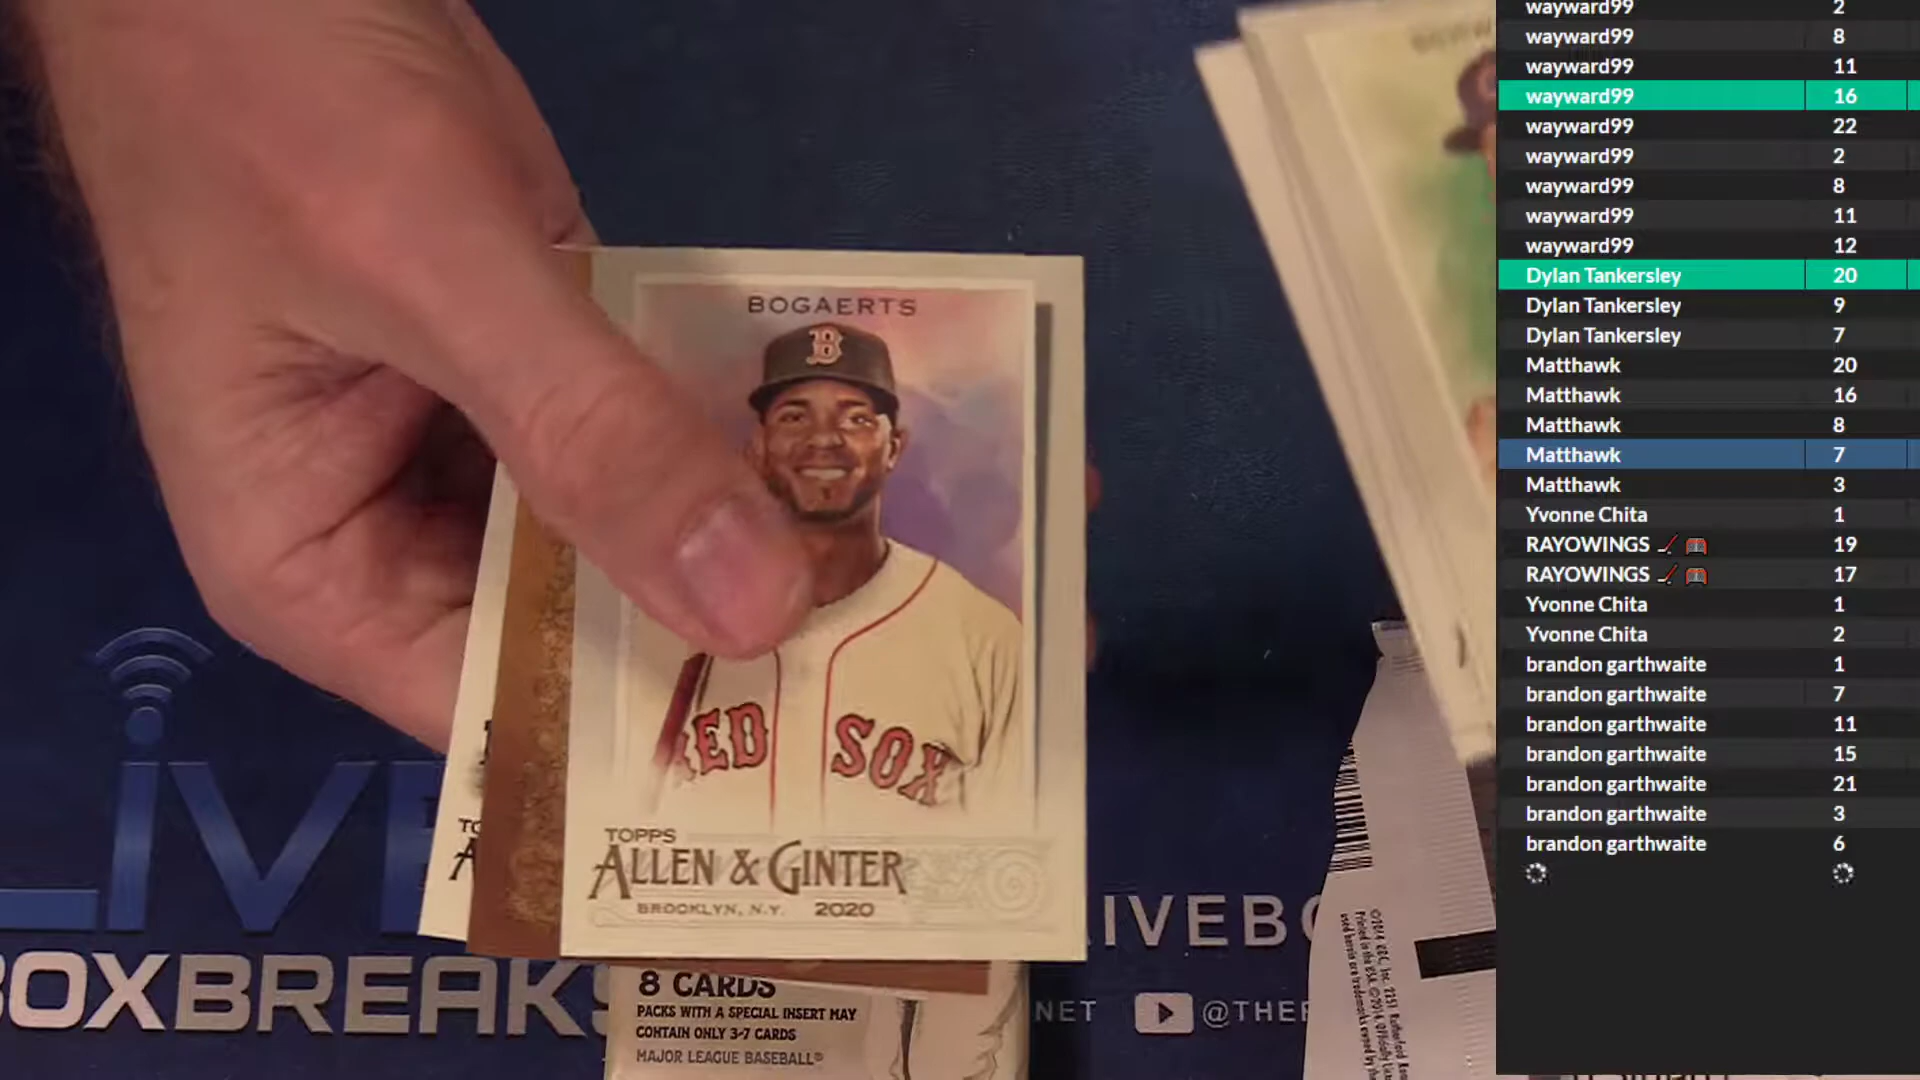 BOGAERTS
B
RED SOX
TOPPS
ALLEN & GINTER
BROOKLYN, N.Y. 2020
LIVE
BOXBREAKS
8 CARDS
PACKS WITH A SPECIAL INSERT MAY
CONTAIN ONLY 3-7 CARDS
MAJOR LEAGUE BASEBALL®
LIVEBO
NET
@THER
wayward99 2
wayward99 8
wayward99 11
wayward99 16
wayward99 22
wayward99 2
wayward99 8
wayward99 11
wayward99 12
Dylan Tankersley 20
Dylan Tankersley 9
Dylan Tankersley 7
Matthawk 20
Matthawk 16
Matthawk 8
Matthawk 7
Matthawk 3
Yvonne Chita 1
RAYOWINGS 🏒 🥅 19
RAYOWINGS 🏒 🥅 17
Yvonne Chita 1
Yvonne Chita 2
brandon garthwaite 1
brandon garthwaite 7
brandon garthwaite 11
brandon garthwaite 15
brandon garthwaite 21
brandon garthwaite 3
brandon garthwaite 6